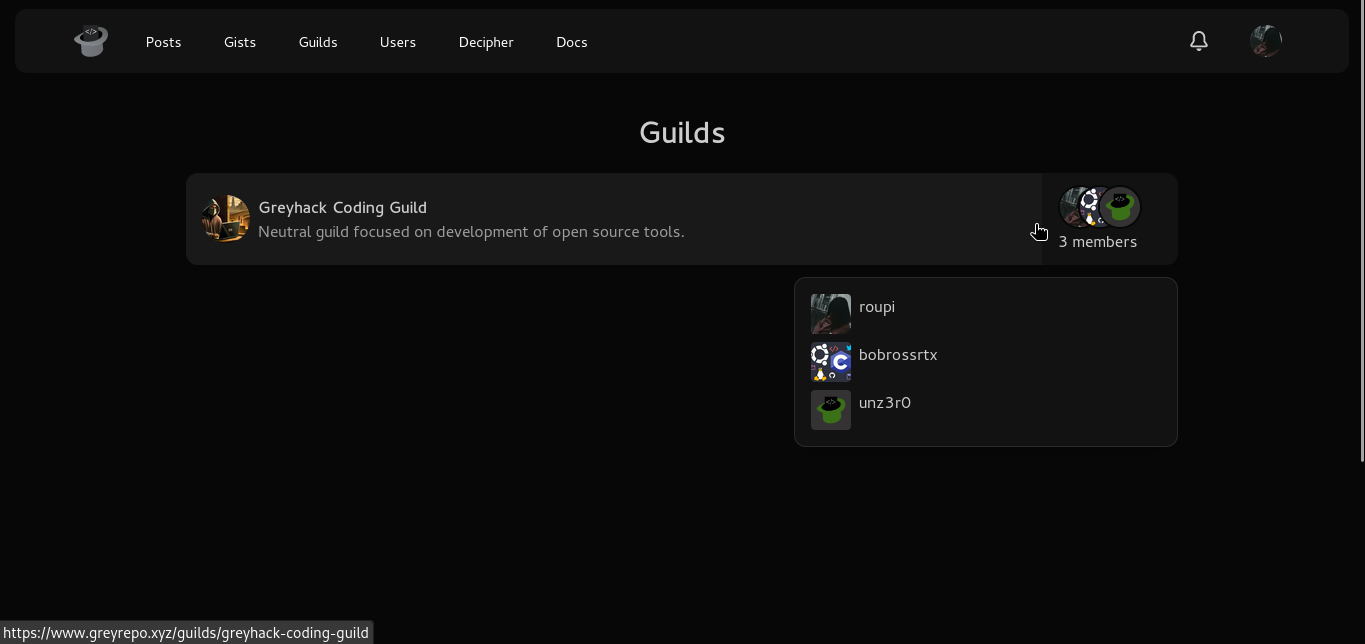 </>
Posts Gists Guilds Users Decipher Docs
Guilds
Greyhack Coding Guild
Neutral guild focused on development of open source tools.
3 members
roupi
bobrossrtx
unz3r0
https://www.greyrepo.xyz/guilds/greyhack-coding-guild